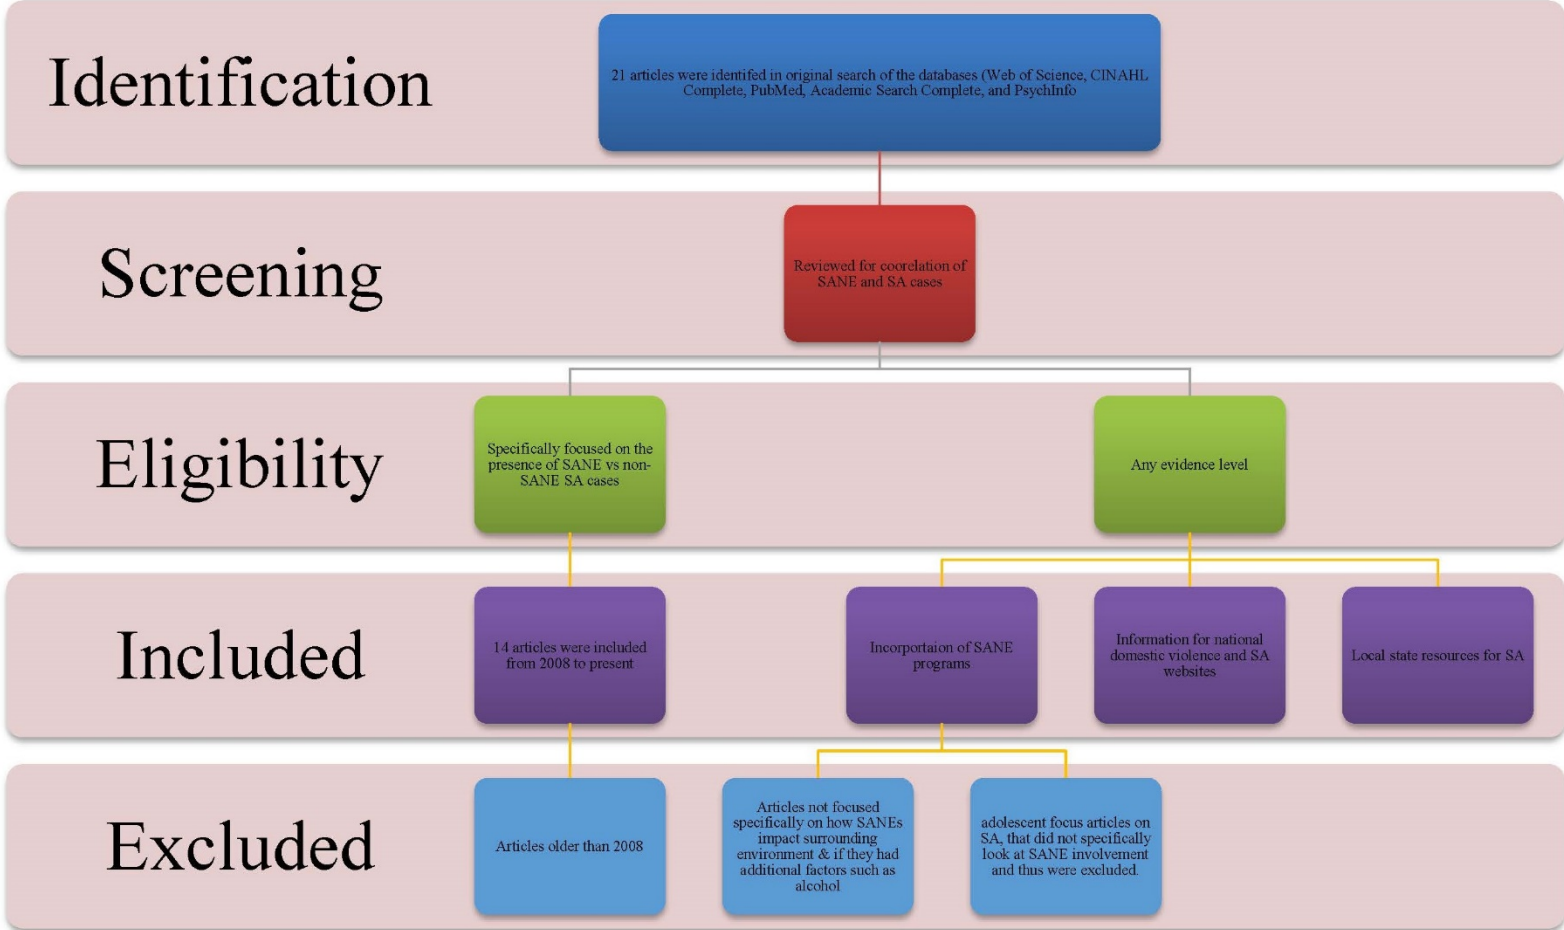 Identification
21 articles were identifed in original search of the databases (Web of Science, CINAHL
Complete, PubMed, Academic Search Complete, and PsychInfo
Screening
Reviewed for coorelation of
SANE and SA cases
Eligibility
Specifically focused on the
presence of SANE vs non-
SANE SA cases
Any evidence level
Included
14 articles were included
from 2008 to present
Incorportaion of SANE
programs
Information for national
domestic violence and SA
websites
Local state resources for SA
Excluded
Articles older than 2008
Articles not focused
specifically on how SANEs
impact surrounding
environment & if they had
additional factors such as
alcohol
adolescent focus articles on
SA, that did not specifically
look at SANE involvement
and thus were excluded.